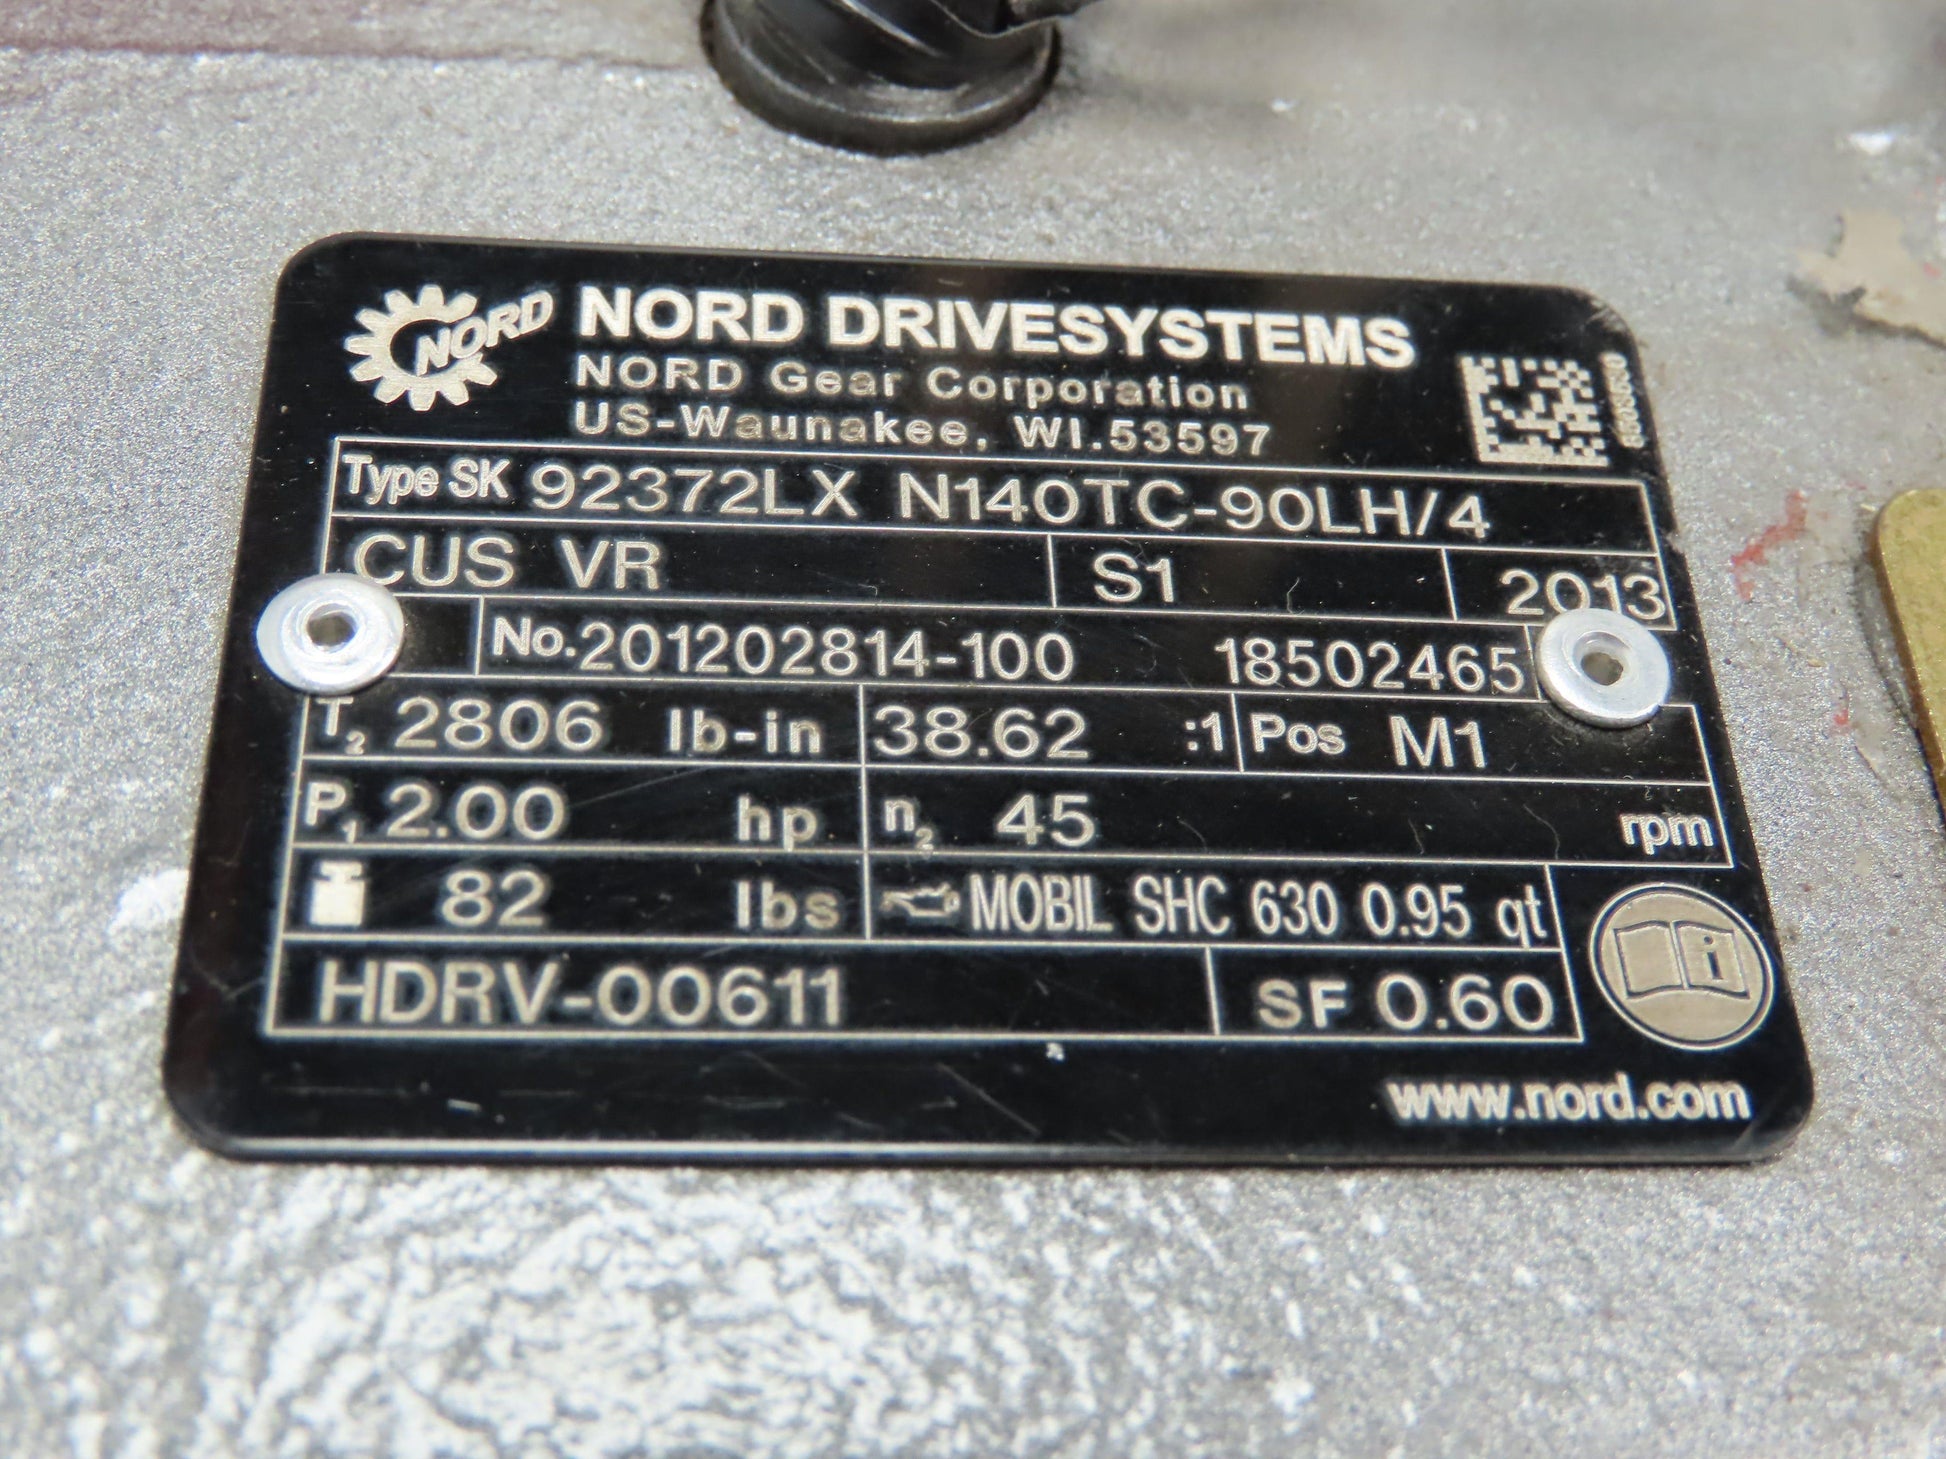 NORD NORD DRIVESYSTEMS
NORD Gear Corporation
US-Waunakee, WI.53597
Type SK 92372LX N140TC-90LH/4
CUS VR S1 2013
No. 201202814-100 18502465
T2 2806 lb-in 38.62 :1 Pos M1
P1 2.00 hp n2 45 rpm
82 lbs MOBIL SHC 630 0.95 qt
HDRV-00611 SF 0.60
i
www.nord.com